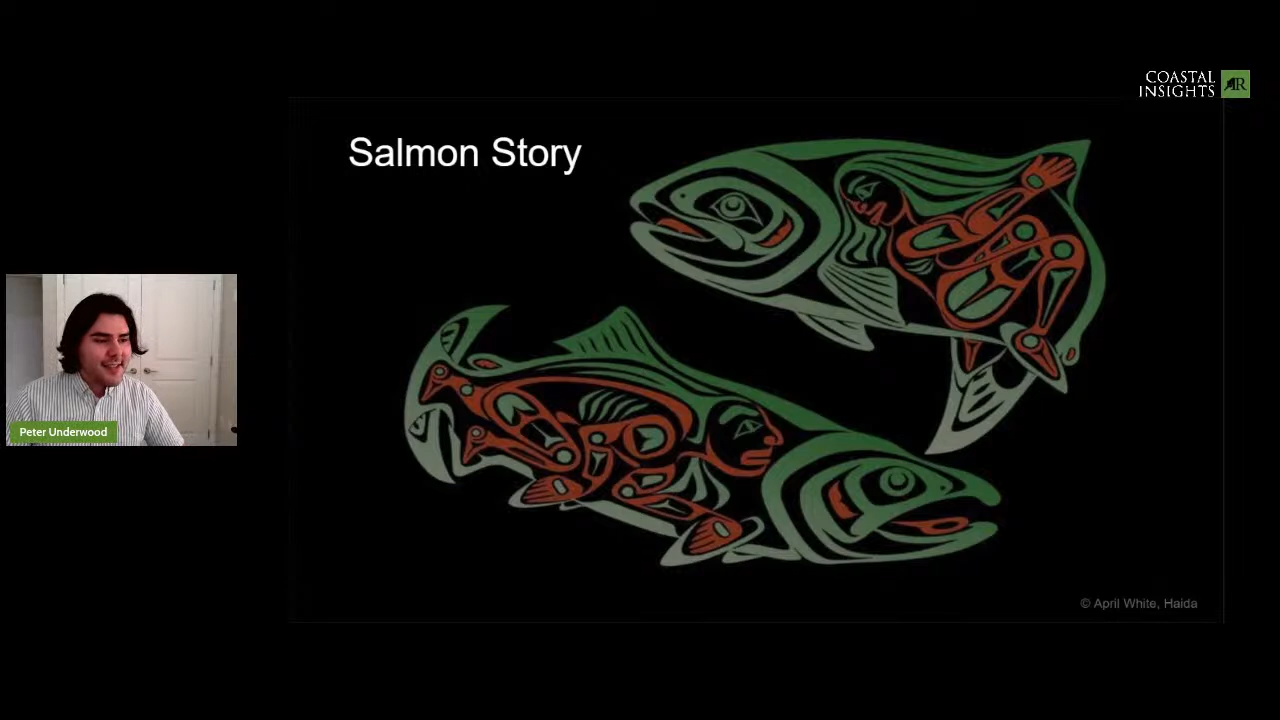 COASTAL
INSIGHTS
Salmon Story
Peter Underwood
© April White, Haida